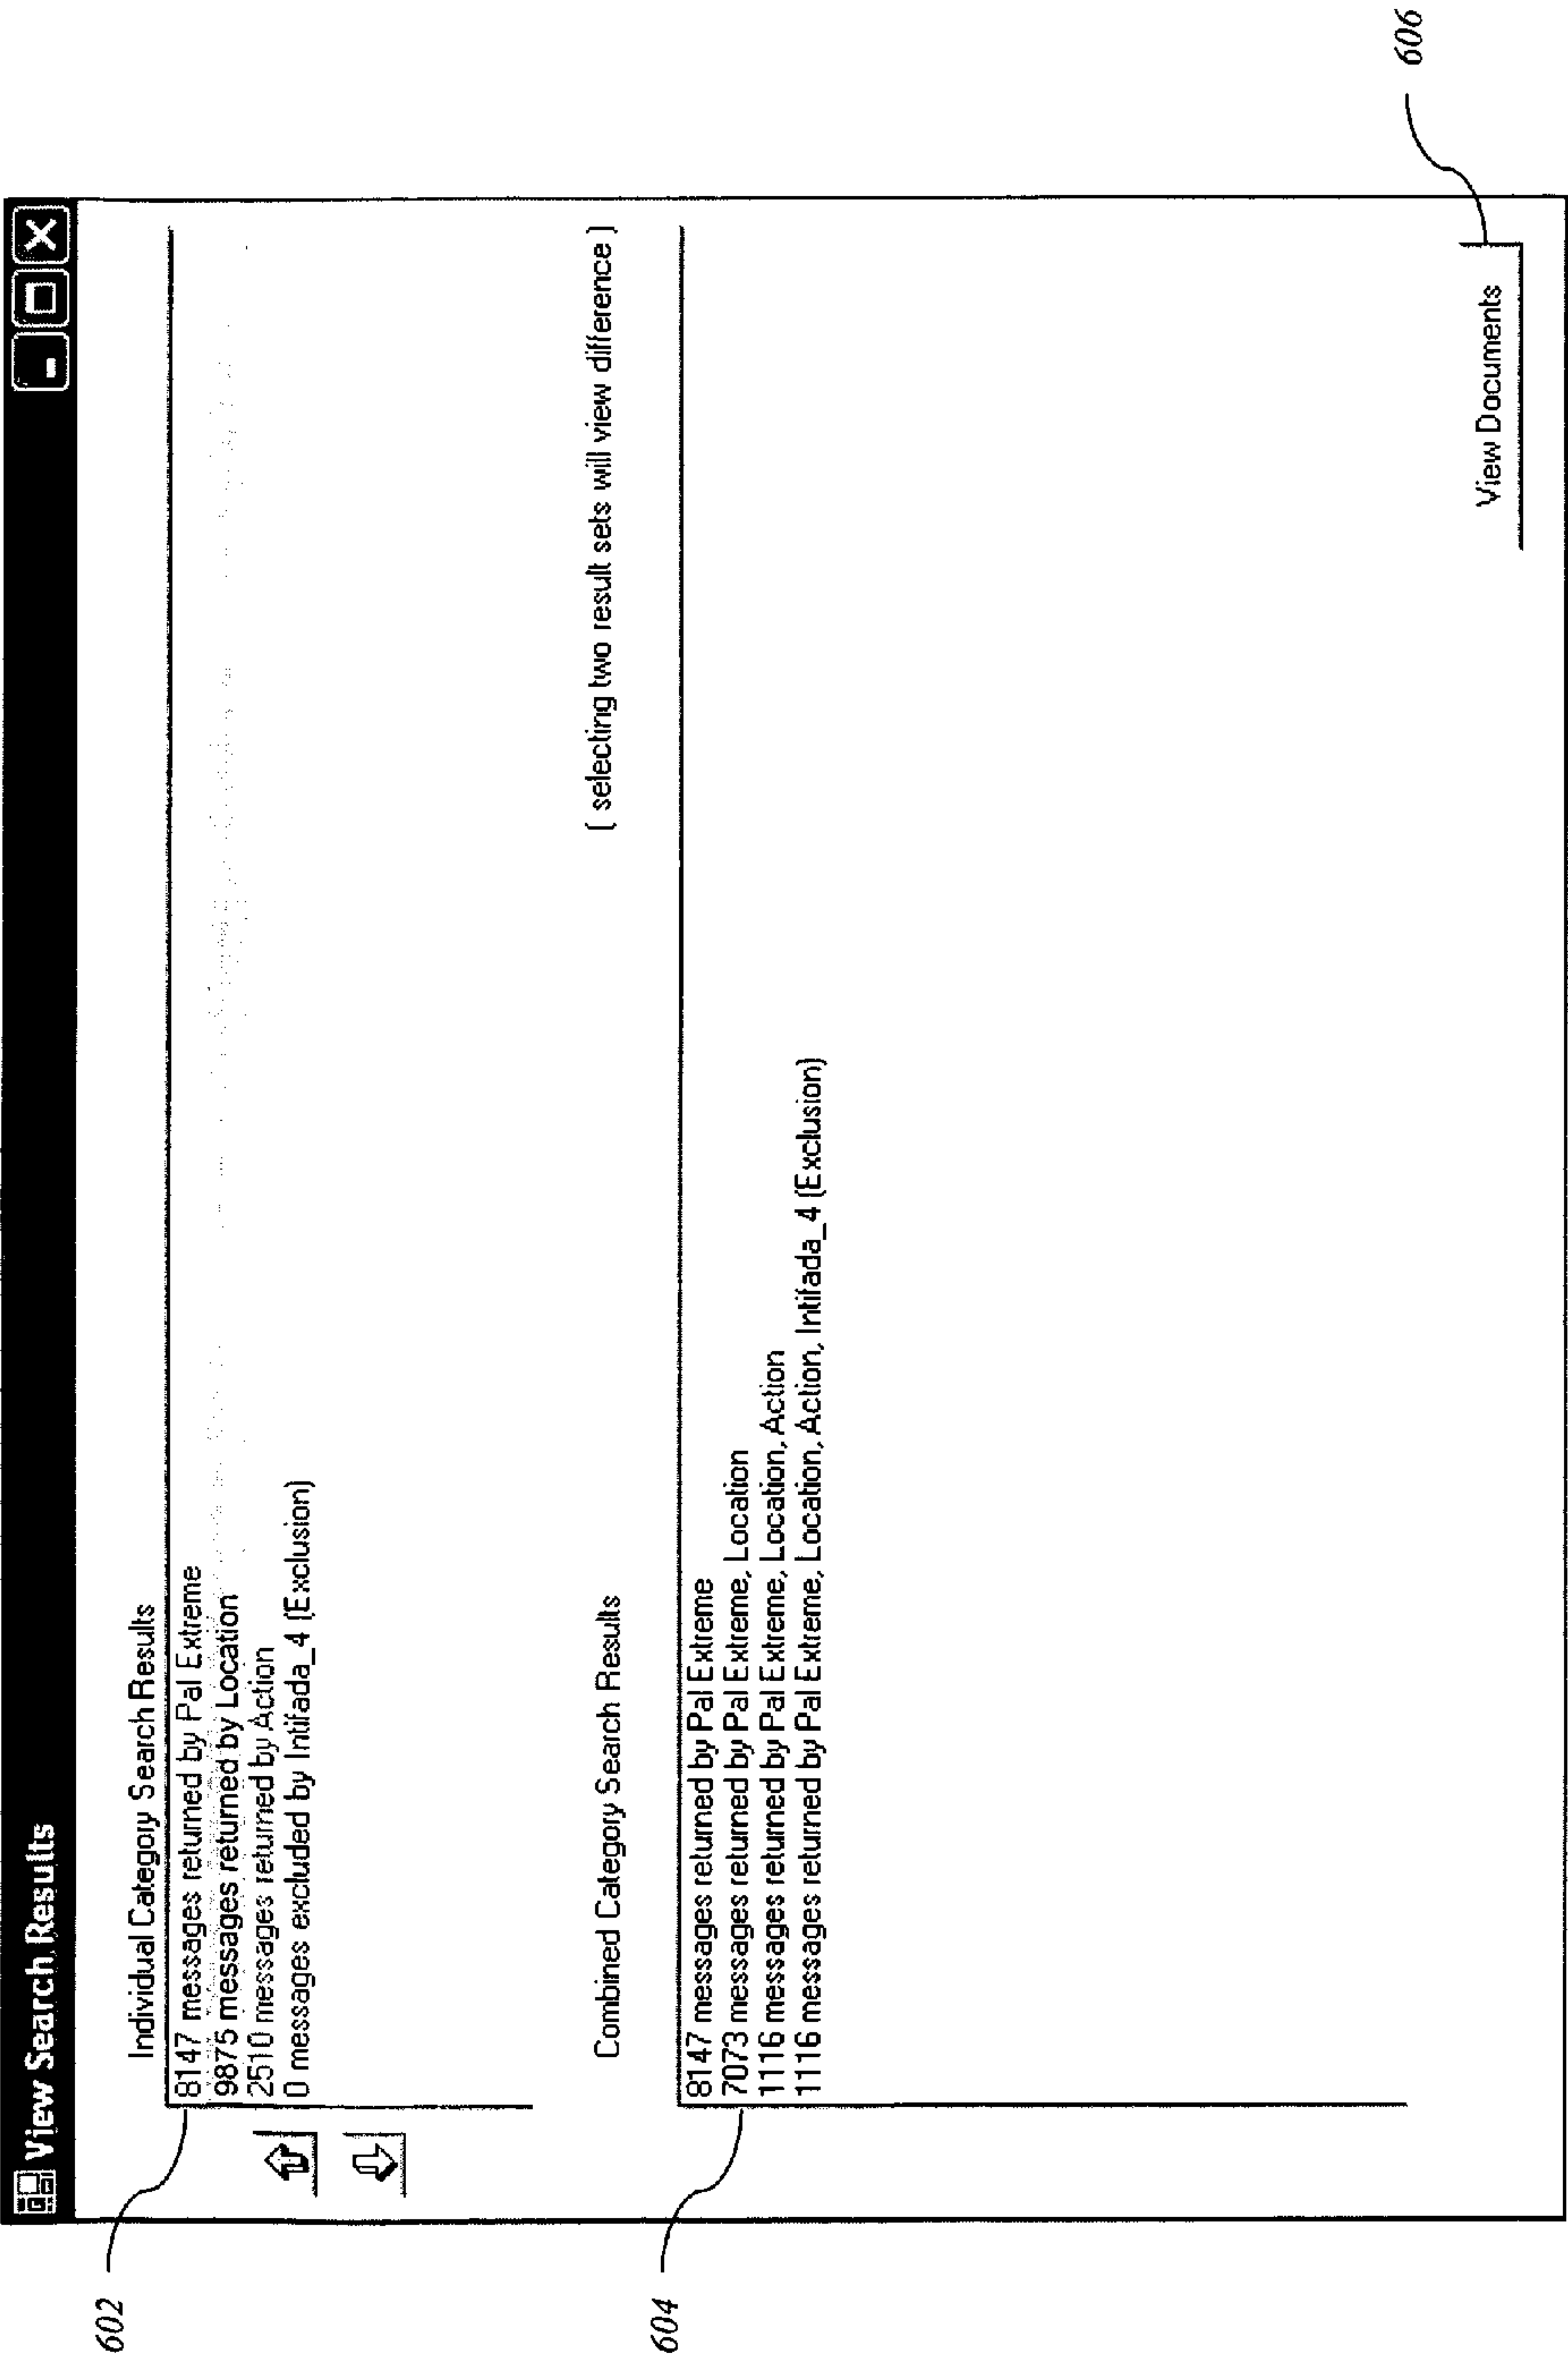 View Search Results
602
Individual Category Search Results
8147 messages returned by Pal Extreme
9875 messages returned by Location
2510 messages returned by Action
0 messages excluded by Intifada_4 (Exclusion)
( selecting two result sets will view difference )
604
Combined Category Search Results
8147 messages returned by Pal Extreme
7073 messages returned by Pal Extreme, Location
1116 messages returned by Pal Extreme, Location, Action
1116 messages returned by Pal Extreme, Location, Action, Intifada_4 (Exclusion)
View Documents
606